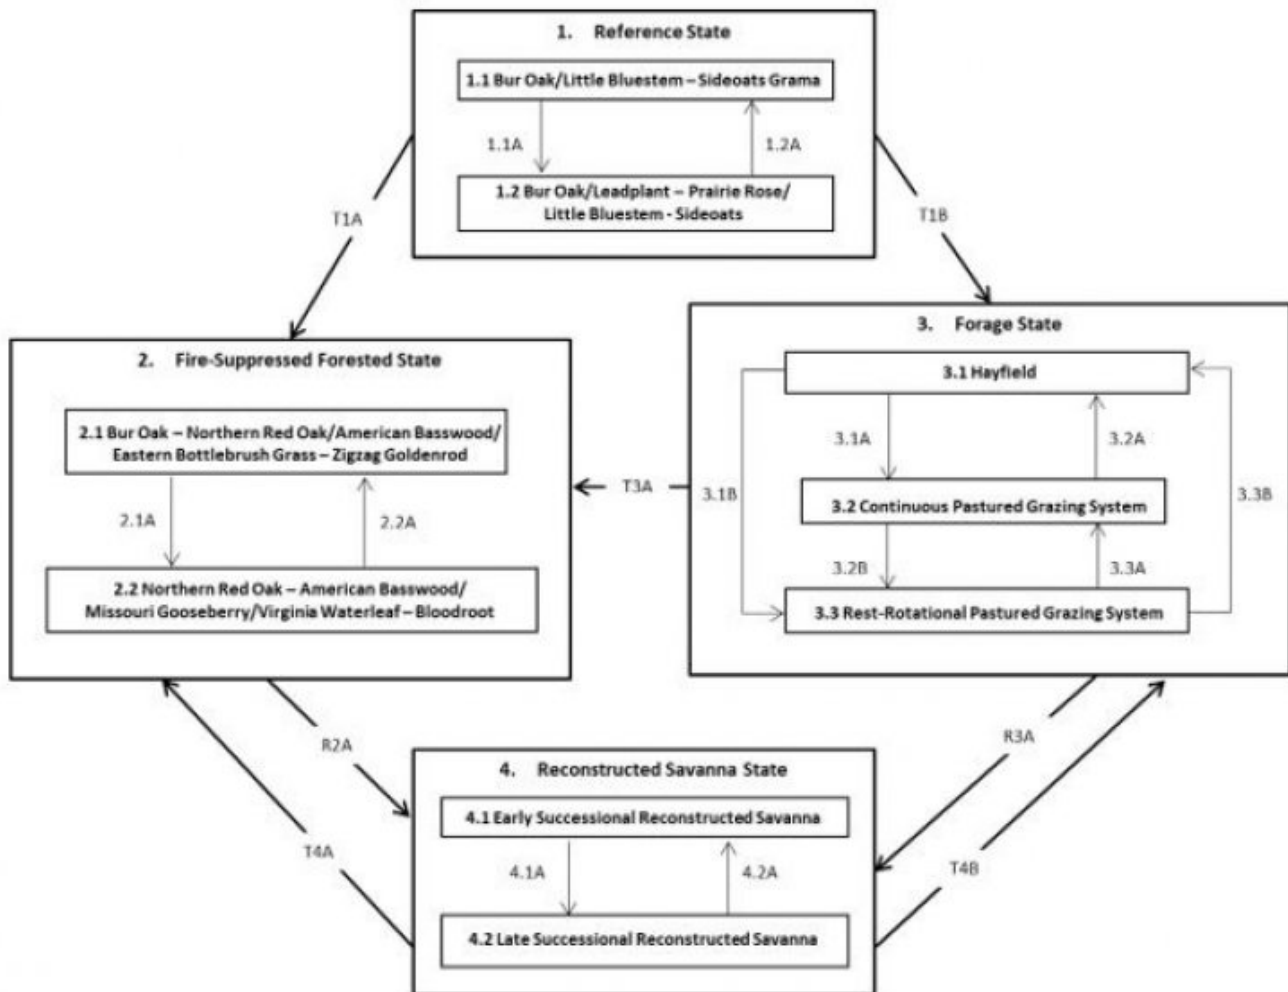 1. Reference State
1.1 Bur Oak/Little Bluestem – Sideoats Grama
1.1A
1.2A
1.2 Bur Oak/Leadplant – Prairie Rose/
Little Bluestem - Sideoats
T1A
T1B
2. Fire-Suppressed Forested State
2.1 Bur Oak – Northern Red Oak/American Basswood/
Eastern Bottlebrush Grass – Zigzag Goldenrod
2.1A
2.2A
2.2 Northern Red Oak – American Basswood/
Missouri Gooseberry/Virginia Waterleaf – Bloodroot
T3A
3. Forage State
3.1 Hayfield
3.1A
3.2A
3.1B
3.3B
3.2 Continuous Pastured Grazing System
3.2B
3.3A
3.3 Rest-Rotational Pastured Grazing System
R2A
T4A
R3A
T4B
4. Reconstructed Savanna State
4.1 Early Successional Reconstructed Savanna
4.1A
4.2A
4.2 Late Successional Reconstructed Savanna